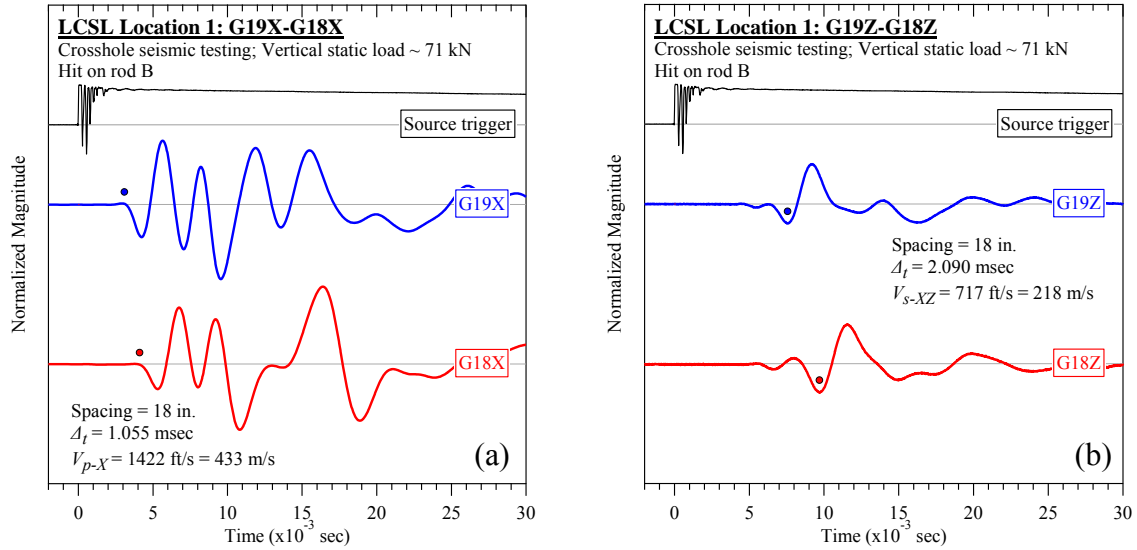 LCSL Location 1: G19X-G18X
Crosshole seismic testing; Vertical static load ~ 71 kN
Hit on rod B
Source trigger
G19X
G18X
Spacing = 18 in.
Δt = 1.055 msec
Vp-X = 1422 ft/s = 433 m/s
(a)
Normalized Magnitude
0 5 10 15 20 25 30
Time (x10-3 sec)
LCSL Location 1: G19Z-G18Z
Crosshole seismic testing; Vertical static load ~ 71 kN
Hit on rod B
Source trigger
G19Z
Spacing = 18 in.
Δt = 2.090 msec
Vs-XZ = 717 ft/s = 218 m/s
G18Z
(b)
Normalized Magnitude
0 5 10 15 20 25 30
Time (x10-3 sec)